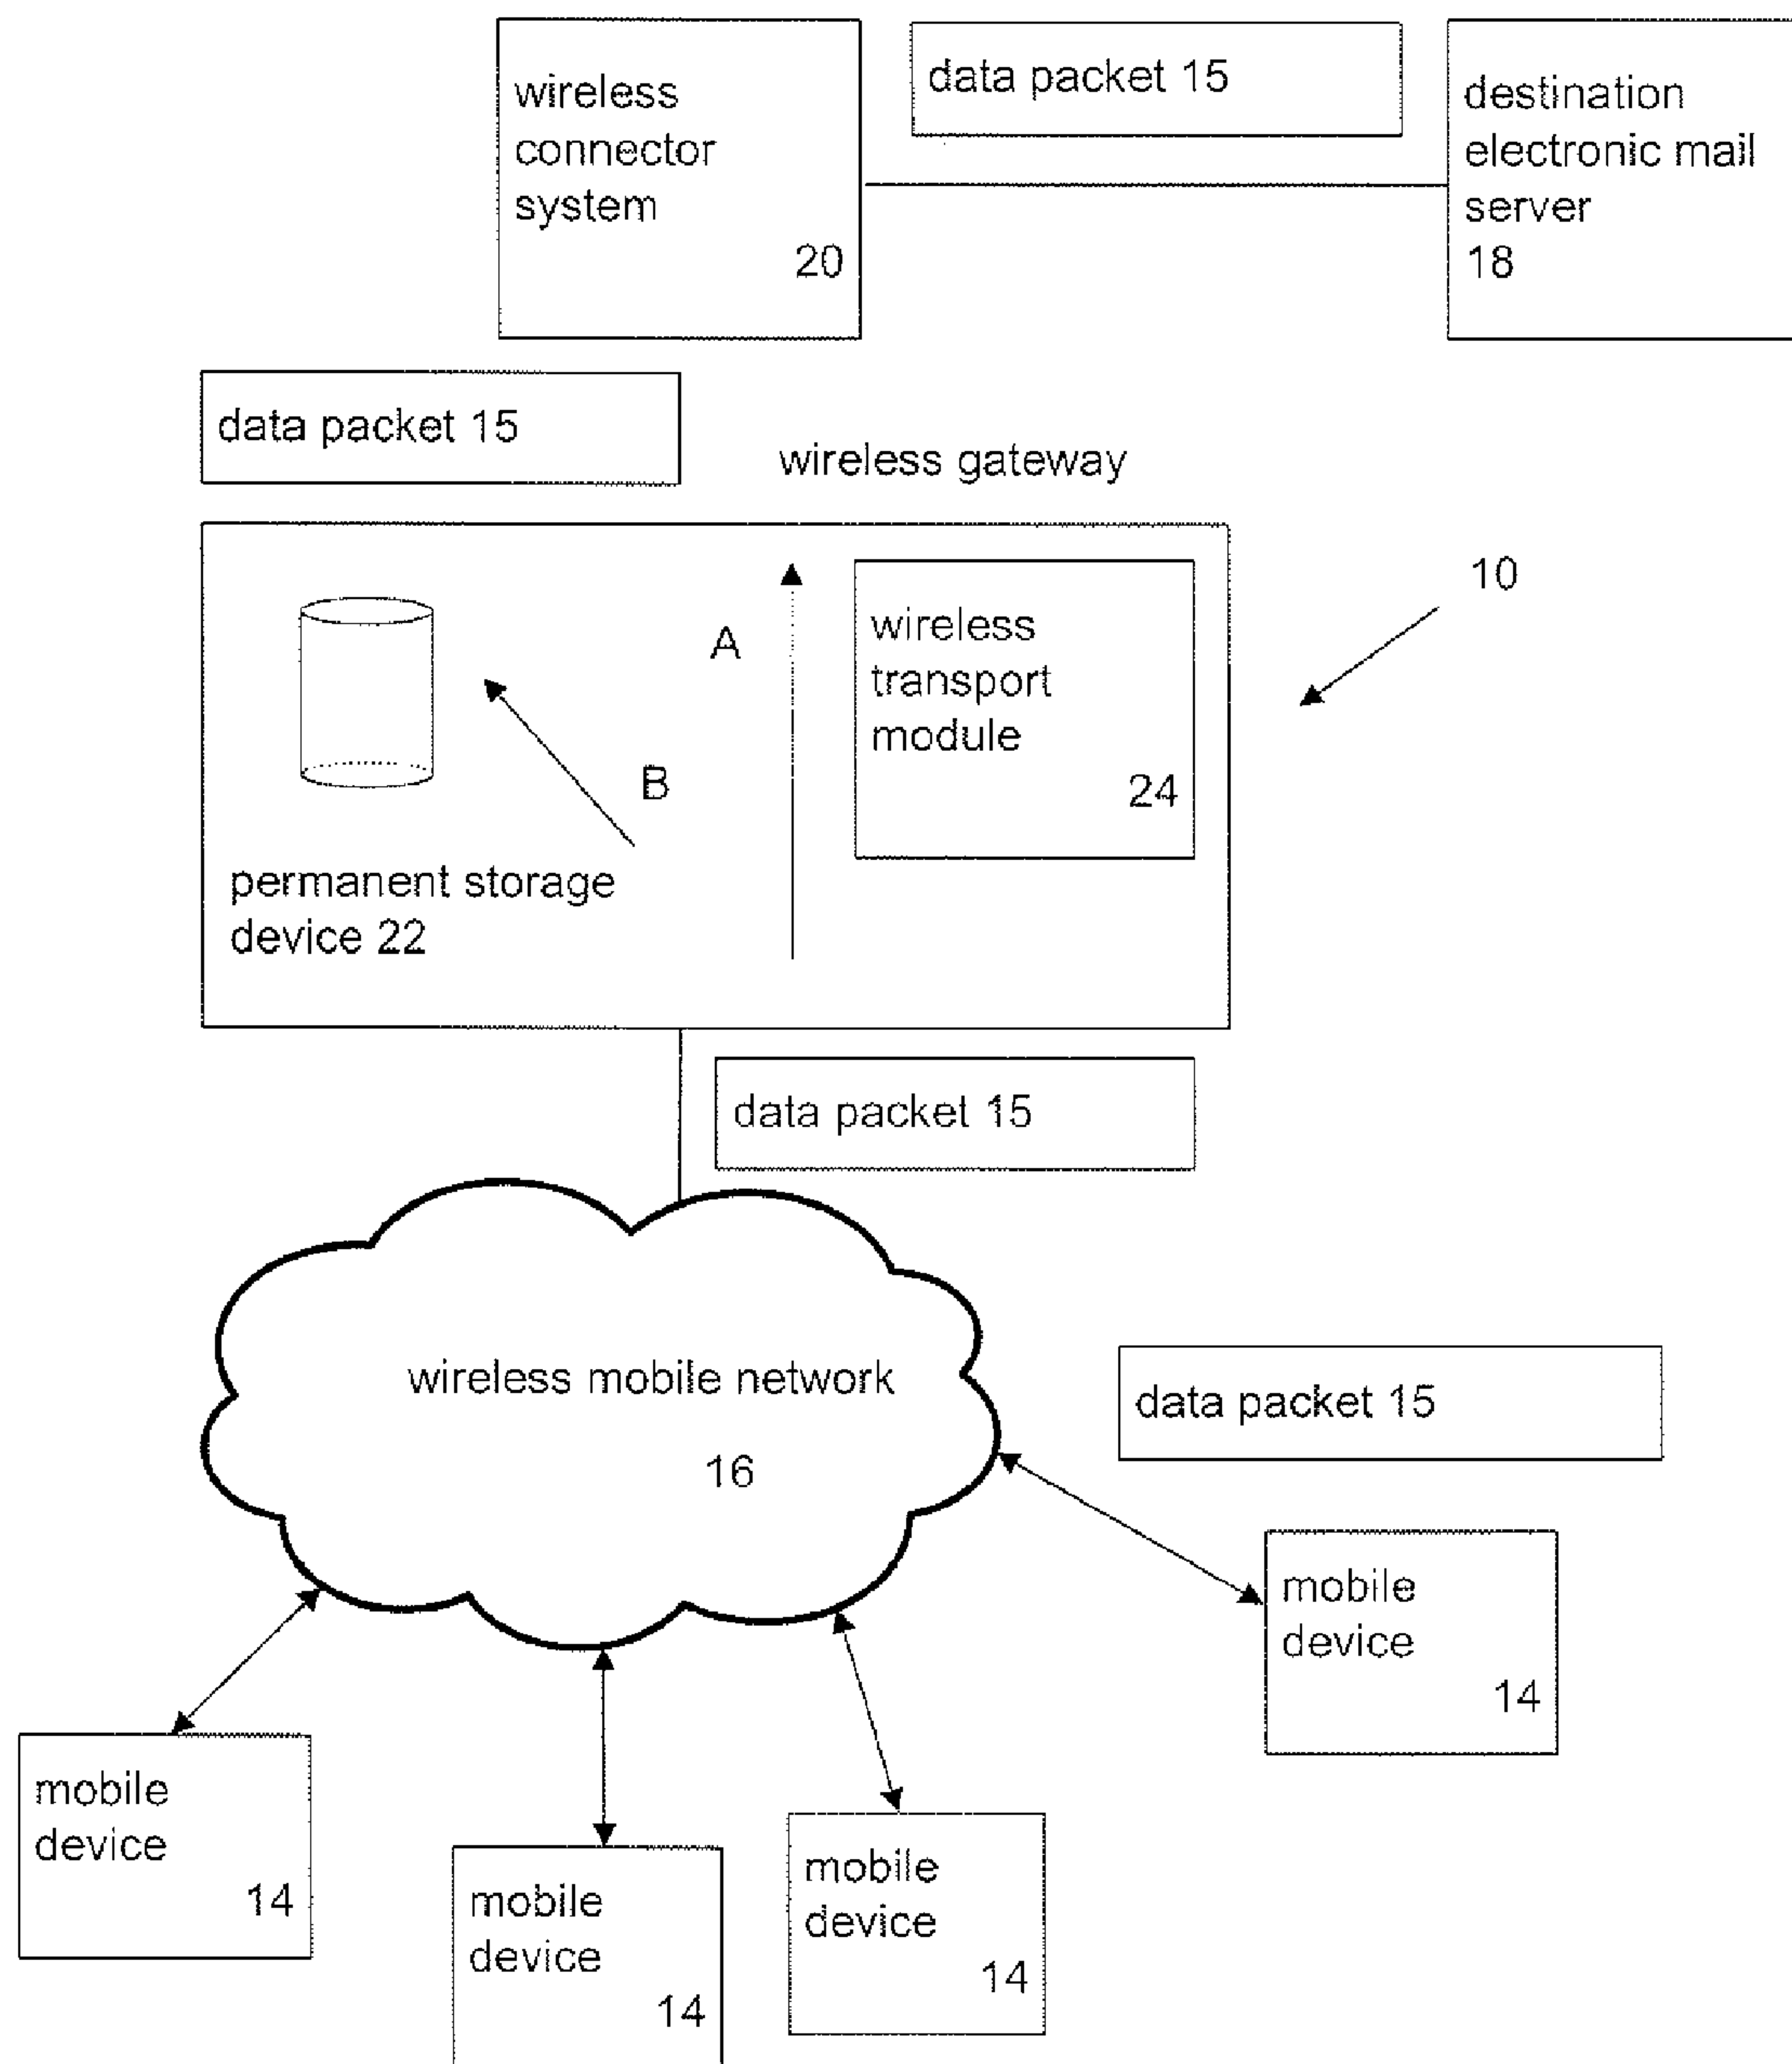 wireless
connector
system
20
data packet 15
destination
electronic mail
server
18
data packet 15
wireless gateway
10
A
B
wireless
transport
module
24
permanent storage
device 22
data packet 15
wireless mobile network
16
data packet 15
mobile
device
14
mobile
device
14
mobile
device
14
mobile
device
14